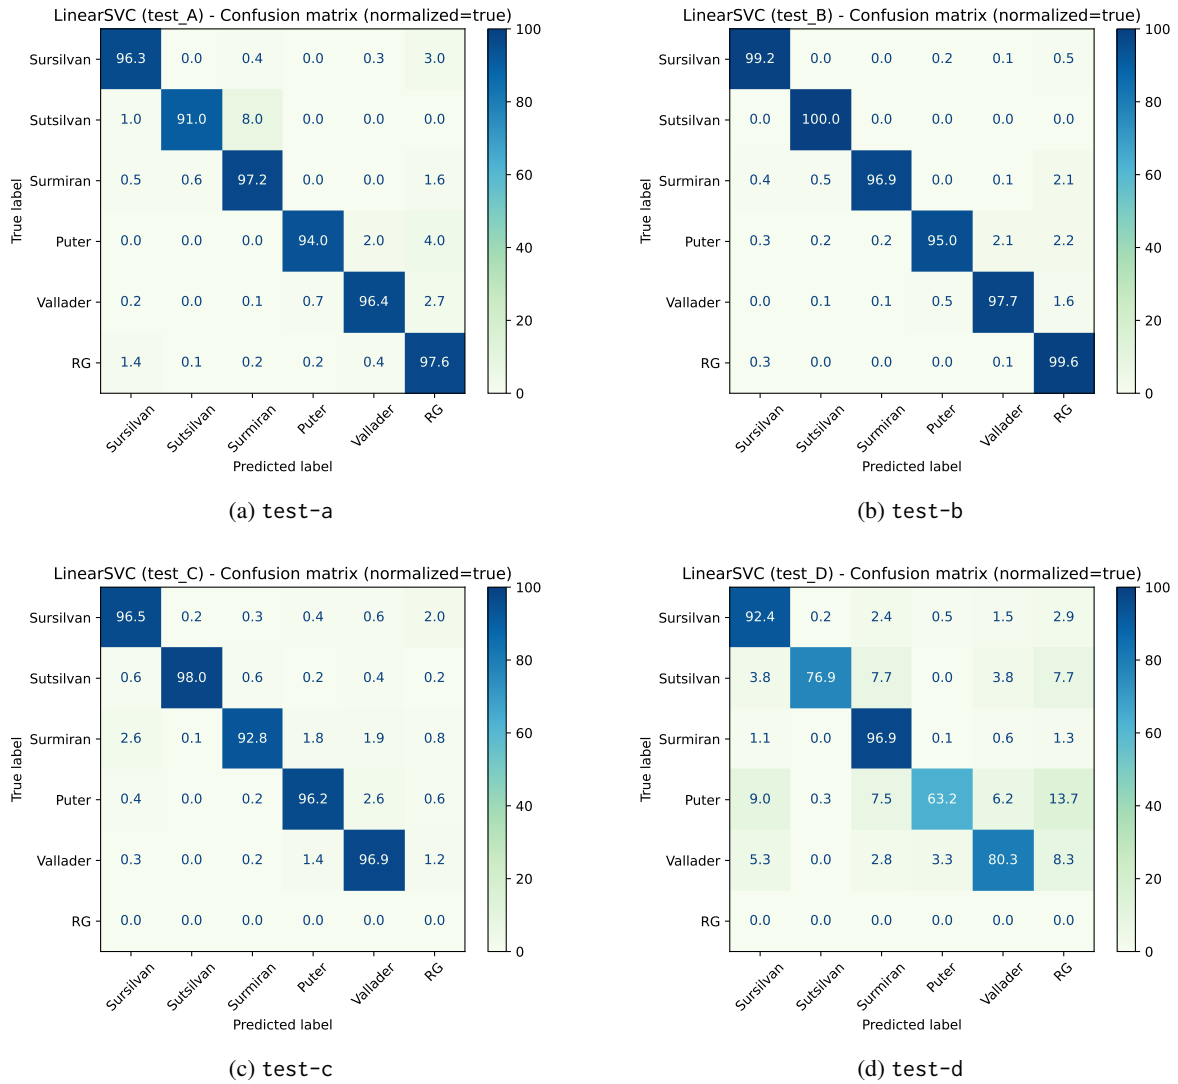 LinearSVC (test_A) - Confusion matrix (normalized=true)
True label
Sursilvan 96.3 0.0 0.4 0.0 0.3 3.0
Sutsilvan 1.0 91.0 8.0 0.0 0.0 0.0
Surmiran 0.5 0.6 97.2 0.0 0.0 1.6
Puter 0.0 0.0 0.0 94.0 2.0 4.0
Vallader 0.2 0.0 0.1 0.7 96.4 2.7
RG 1.4 0.1 0.2 0.2 0.4 97.6
Sursilvan Sutsilvan Surmiran Puter Vallader RG
Predicted label
100
80
60
40
20
0
(a) test-a
LinearSVC (test_B) - Confusion matrix (normalized=true)
True label
Sursilvan 99.2 0.0 0.0 0.2 0.1 0.5
Sutsilvan 0.0 100.0 0.0 0.0 0.0 0.0
Surmiran 0.4 0.5 96.9 0.0 0.1 2.1
Puter 0.3 0.2 0.2 95.0 2.1 2.2
Vallader 0.0 0.1 0.1 0.5 97.7 1.6
RG 0.3 0.0 0.0 0.0 0.1 99.6
Sursilvan Sutsilvan Surmiran Puter Vallader RG
Predicted label
100
80
60
40
20
0
(b) test-b
LinearSVC (test_C) - Confusion matrix (normalized=true)
True label
Sursilvan 96.5 0.2 0.3 0.4 0.6 2.0
Sutsilvan 0.6 98.0 0.6 0.2 0.4 0.2
Surmiran 2.6 0.1 92.8 1.8 1.9 0.8
Puter 0.4 0.0 0.2 96.2 2.6 0.6
Vallader 0.3 0.0 0.2 1.4 96.9 1.2
RG 0.0 0.0 0.0 0.0 0.0 0.0
Sursilvan Sutsilvan Surmiran Puter Vallader RG
Predicted label
100
80
60
40
20
0
(c) test-c
LinearSVC (test_D) - Confusion matrix (normalized=true)
True label
Sursilvan 92.4 0.2 2.4 0.5 1.5 2.9
Sutsilvan 3.8 76.9 7.7 0.0 3.8 7.7
Surmiran 1.1 0.0 96.9 0.1 0.6 1.3
Puter 9.0 0.3 7.5 63.2 6.2 13.7
Vallader 5.3 0.0 2.8 3.3 80.3 8.3
RG 0.0 0.0 0.0 0.0 0.0 0.0
Sursilvan Sutsilvan Surmiran Puter Vallader RG
Predicted label
100
80
60
40
20
0
(d) test-d